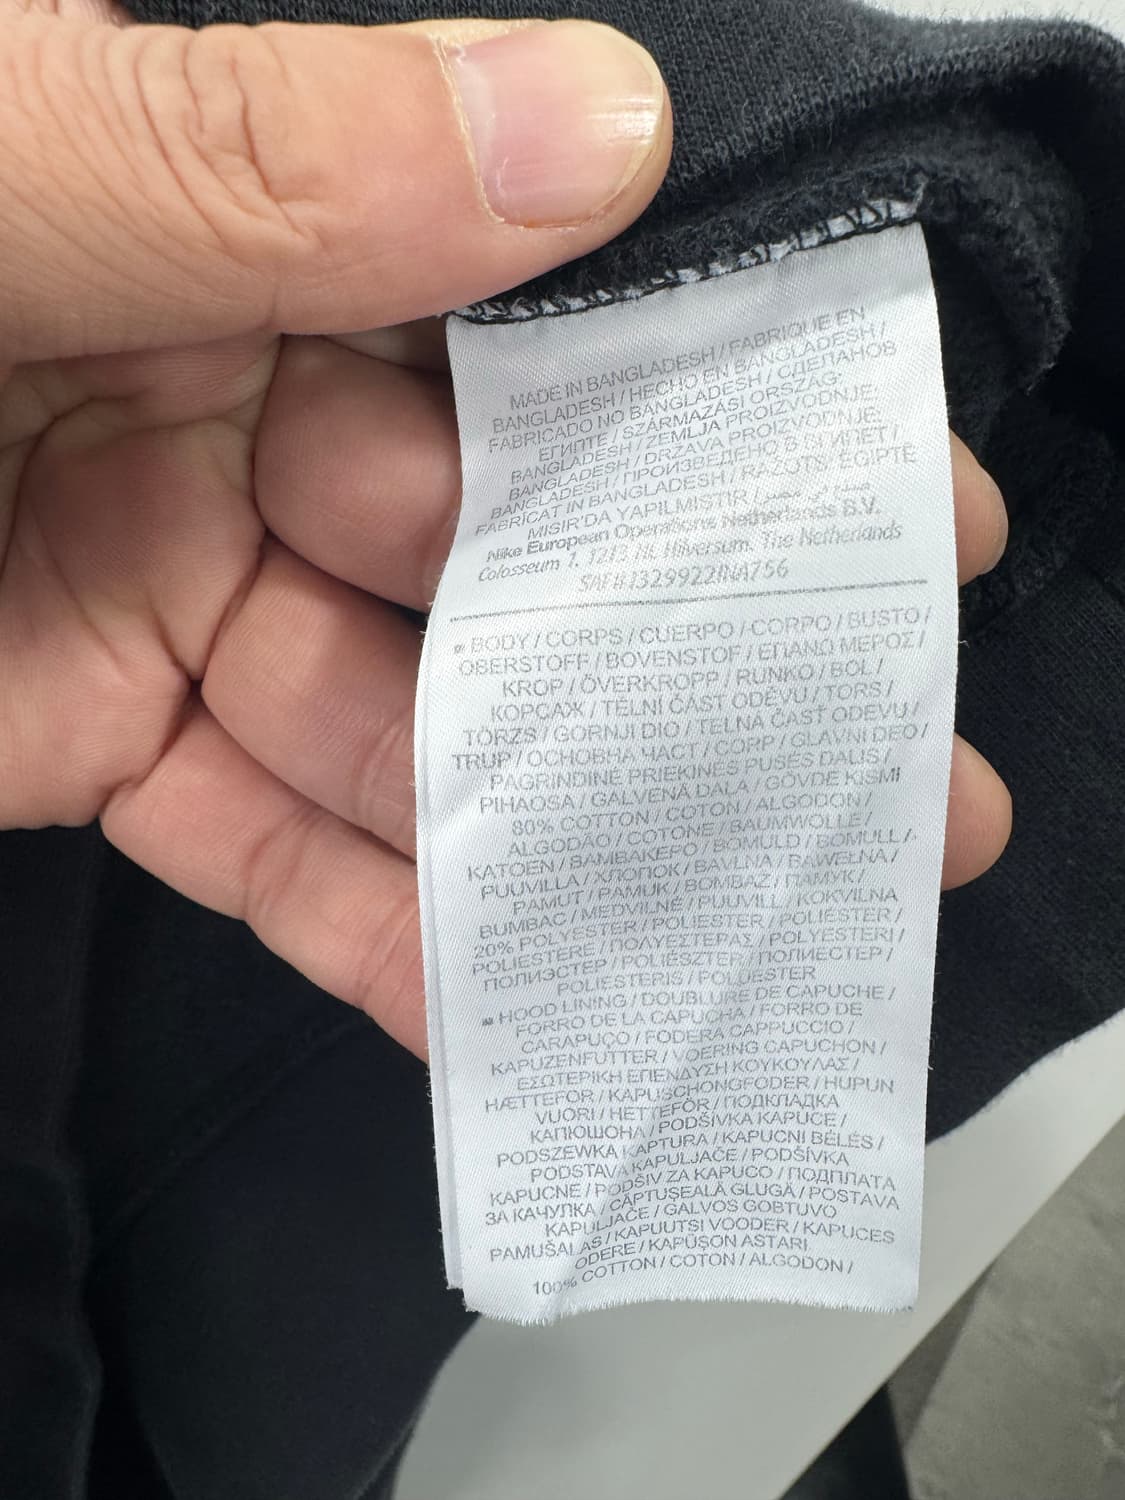 MADE IN BANGLADESH / FABRIQUE EN
BANGLADESH / HECHO EN BANGLADESH /
FABRICADO NO BANGLADESH / СДЕЛАНОВ
ЕГИПТЕ / SZÁRMAZÁSI ORSZÁG:
BANGLADESH / ZEMLJA PROIZVODNJE:
BANGLADESH / DRZAVA PROIZVODNJE:
BANGLADESH / ПРОИЗВЕДЕНО В ЕГИПЕТ /
FABRICAT IN BANGLADESH / RAŽOTS: ĒĢIPTĒ
MISIR'DA YAPILMISTIR /
Nike European Operations Netherlands B.V.
Colosseum 1, 1213 NL Hilversum. The Netherlands
BODY / CORPS / CUERPO / CORPO / BUSTO /
OBERSTOFF / BOVENSTOF / ΕΠΑΝΩ ΜΕΡΟΣ /
KROP / ÖVERKROPP / RUNKO / BOL /
КОРСАЖ / TĚLNÍ ČÁST ODĚVU / TORS /
TÖRZS / GORNJI DIO / TELNÁ ČASŤ ODEVU /
TRUP / ОСНОВНА ЧАСТ / CORP / GLAVNI DEO /
PAGRINDINĖ PRIEKINĖS PUSĖS DALIS /
PIHAOSA / GALVENĀ DAĻA / GÖVDE KISMI
80% COTTON / COTON / ALGODON /
ALGODÃO / COTONE / BAUMWOLLE /
KATOEN / ΒΑΜΒΑΚΕΡΟ / BOMULD / BOMULL /
PUUVILLA / ХЛОПОК / BAVLNA / BAWEŁNA /
PAMUT / PAMUK / BOMBAŽ / ПАМУК /
BUMBAC / MEDVILNĖ / PUUVILL / KOKVILNA
20% POLYESTER / POLIESTER / POLIÉSTER /
POLIESTERE / ΠΟΛΥΕΣΤΕΡΑΣ / POLYESTERI /
ПОЛИЭСТЕР / POLIÉSZTER / ПОЛИЕСТЕР /
POLIESTERIS / POLÜESTER
HOOD LINING / DOUBLURE DE CAPUCHE /
FORRO DE LA CAPUCHA / FORRO DE
CARAPUÇO / FODERA CAPPUCCIO /
KAPUZENFUTTER / VOERING CAPUCHON /
ΕΣΩΤΕΡΙΚΗ ΕΠΕΝΔΥΣΗ ΚΟΥΚΟΥΛΑΣ /
HÆTTEFOR / KAPUSCHONGFODER / HUPUN
VUORI / HETTEFÔR / ПОДКЛАДКА
КАПЮШОНА / PODŠÍVKA KAPUCE /
PODSZEWKA KAPTURA / KAPUCNI BÉLÉS /
PODSTAVA KAPULJAČE / PODŠÍVKA
KAPUCNE / PODŠIV ZA KAPUCO / ПОДПЛАТА
ЗА КАЧУЛКА / CĂPTUŞEALĂ GLUGĂ / POSTAVA
KAPULJAČE / GALVOS GOBTUVO
PAMUŠALAS / KAPUUTSI VOODER / KAPUCES
ODERE / KAPÜŞON ASTARI
100% COTTON / COTON / ALGODON /